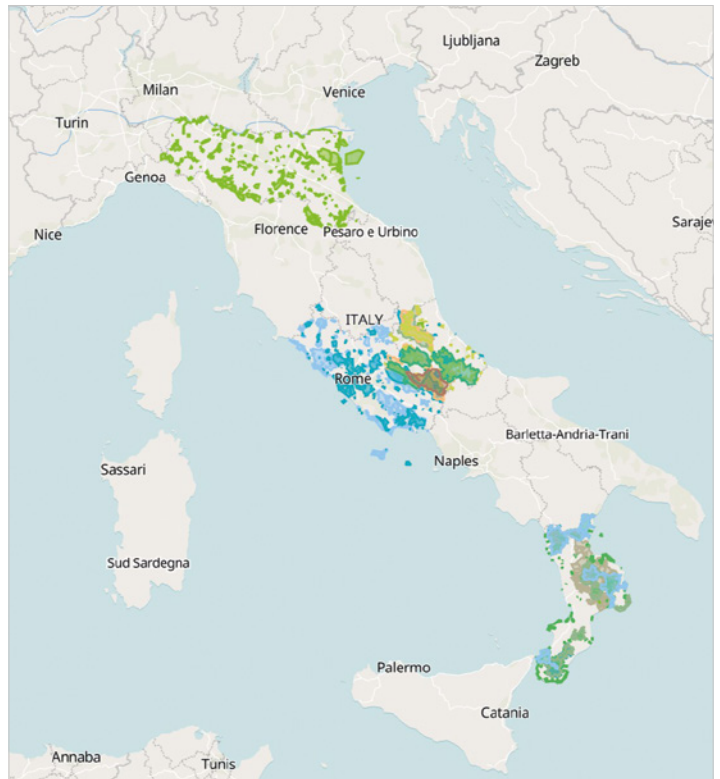 Ljubljana
Zagreb
Milan
Venice
Turin
Genoa
Nice
Florence
Pesaro e Urbino
Saraje
ITALY
Rome
Barletta-Andria-Trani
Naples
Sassari
Sud Sardegna
Palermo
Catania
Annaba
Tunis